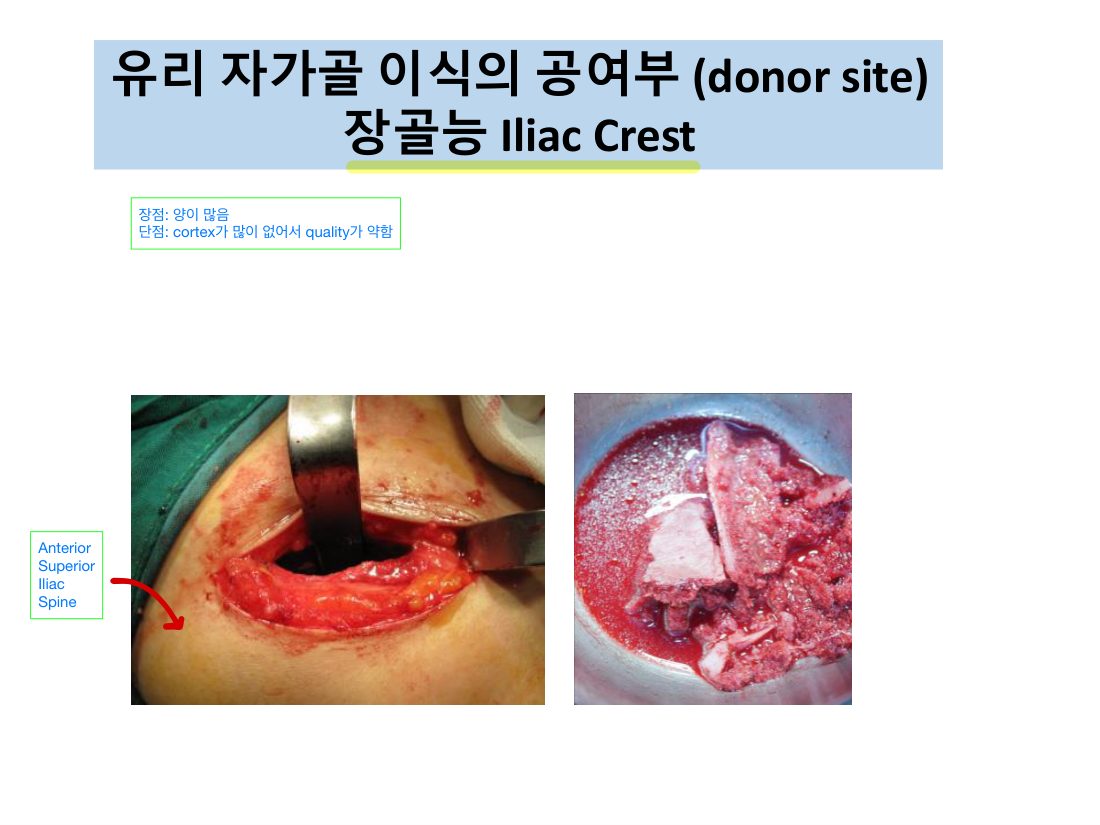 유리 자가골 이식의 공여부 (donor site)
장골능 Iliac Crest
장점: 양이 많음
단점: cortex가 많이 없어서 quality가 약함
Anterior
Superior
Iliac
Spine